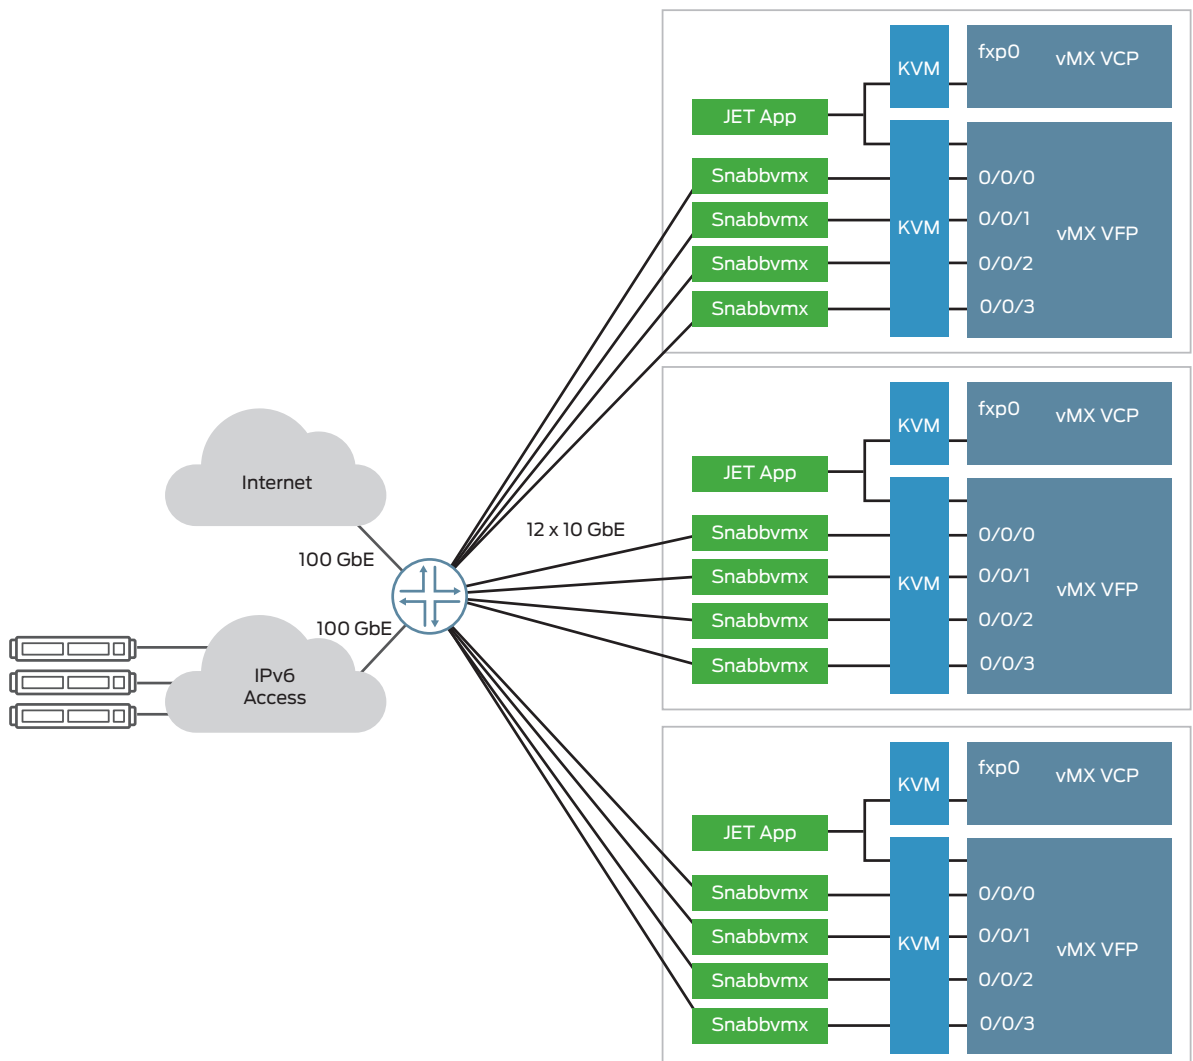 fxp0
vMX VCP
KVM
JET App
Snabbvmx
0/0/0
Snabbvmx
0/0/1
KVM
vMX VFP
Snabbvmx
0/0/2
Snabbvmx
0/0/3
fxp0
vMX VCP
KVM
JET App
Internet
12 x 10 GbE
Snabbvmx
0/0/0
100 GbE
Snabbvmx
0/0/1
KVM
vMX VFP
Snabbvmx
0/0/2
100 GbE
Snabbvmx
0/0/3
IPv6
Access
fxp0
vMX VCP
KVM
JET App
Snabbvmx
0/0/0
Snabbvmx
0/0/1
KVM
vMX VFP
Snabbvmx
0/0/2
Snabbvmx
0/0/3